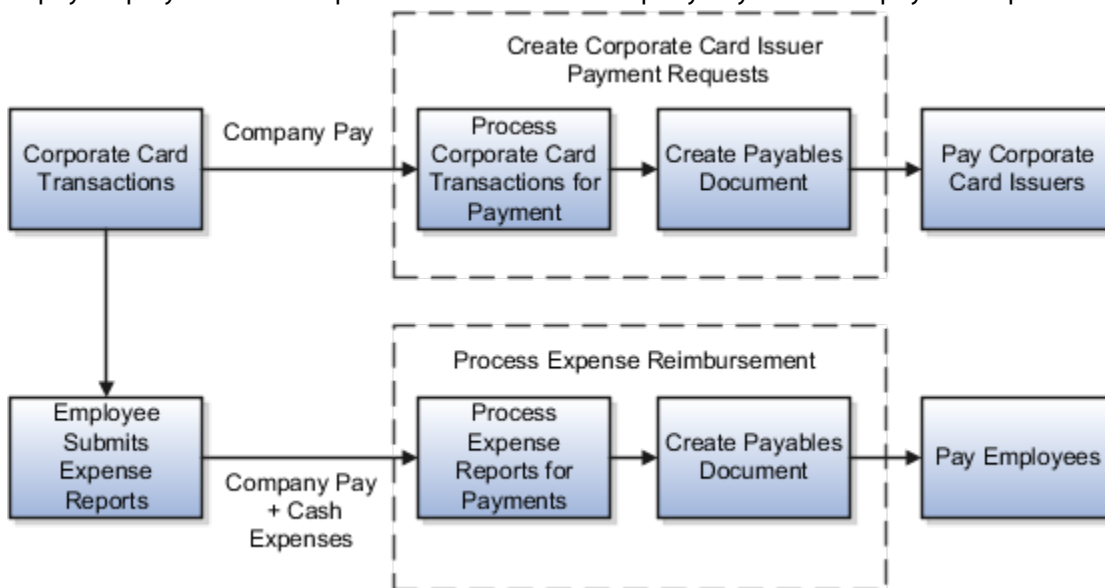 Create Corporate Card Issuer
Payment Requests
Corporate Card
Transactions
Company Pay
Process
Corporate Card
Transactions for
Payment
Create Payables
Document
Pay Corporate
Card Issuers
Process Expense Reimbursement
Employee
Submits
Expense
Reports
Company Pay
+ Cash
Expenses
Process
Expense
Reports for
Payments
Create Payables
Document
Pay Employees